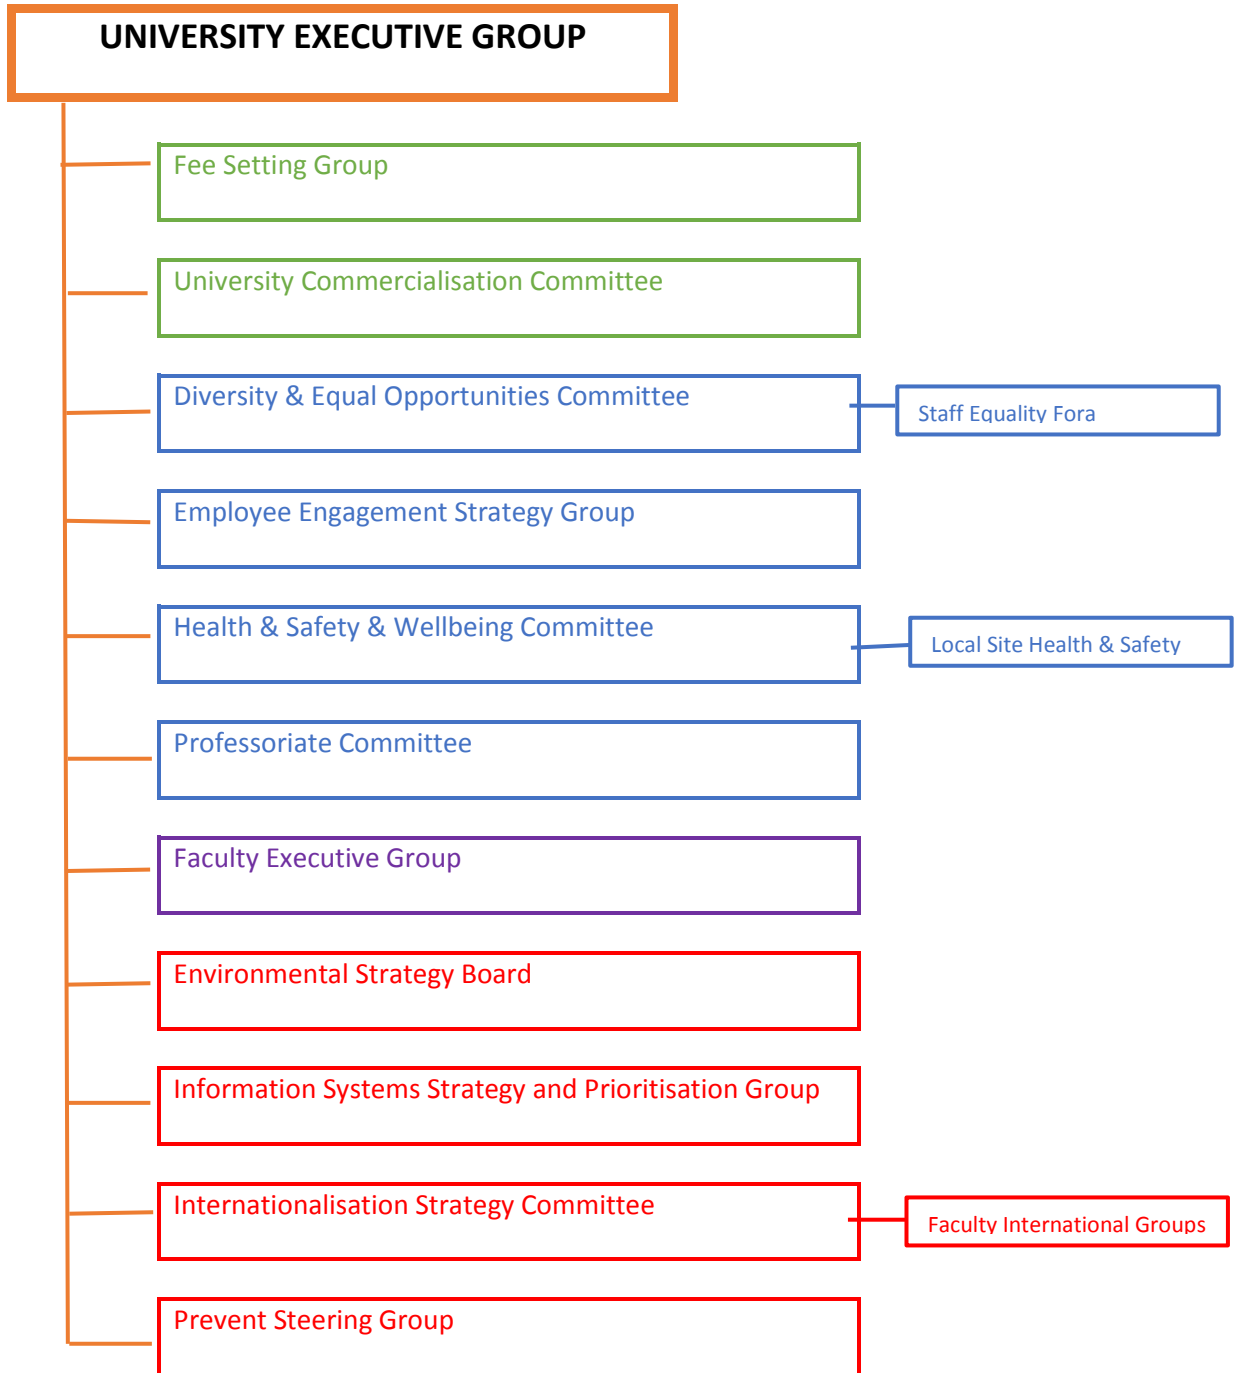 UNIVERSITY EXECUTIVE GROUP
Fee Setting Group
University Commercialisation Committee
Diversity & Equal Opportunities Committee
Staff Equality Fora
Employee Engagement Strategy Group
Health & Safety & Wellbeing Committee
Local Site Health & Safety
Professoriate Committee
Faculty Executive Group
Environmental Strategy Board
Information Systems Strategy and Prioritisation Group
Internationalisation Strategy Committee
Faculty International Groups
Prevent Steering Group